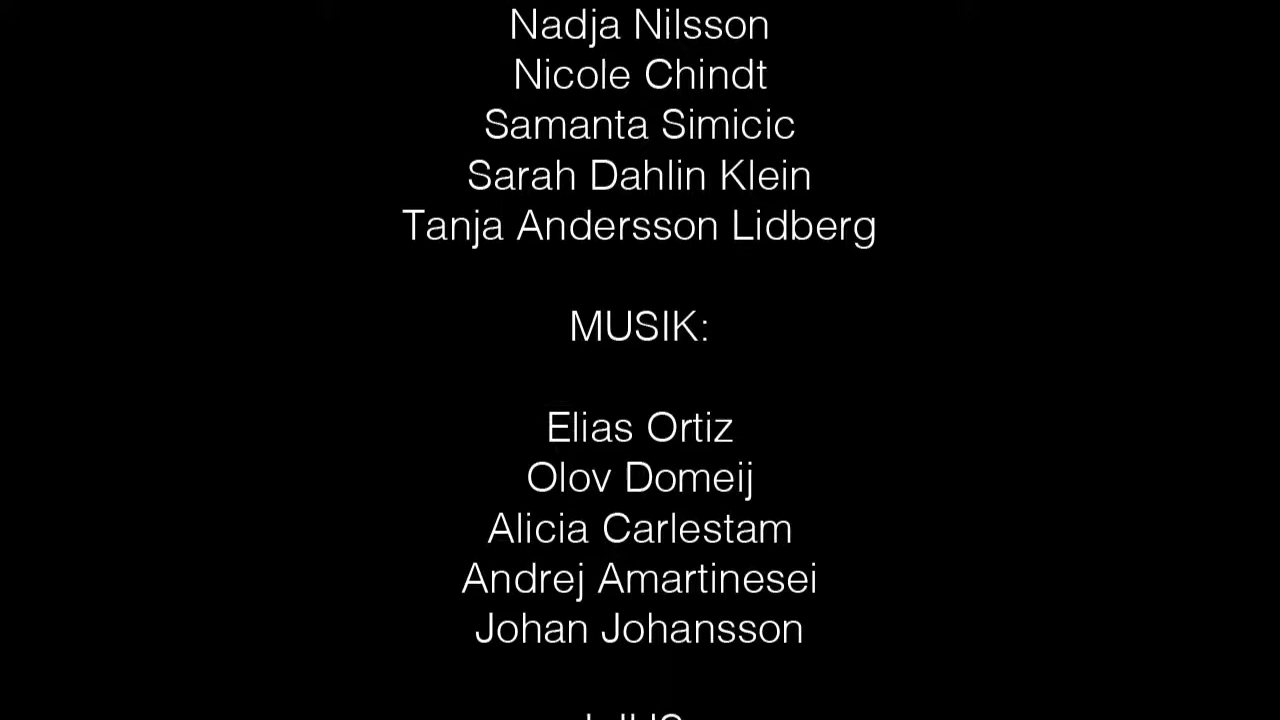 Nadja Nilsson
Nicole Chindt
Samanta Simicic
Sarah Dahlin Klein
Tanja Andersson Lidberg
MUSIK:
Elias Ortiz
Olov Domeij
Alicia Carlestam
Andrej Amartinesei
Johan Johansson